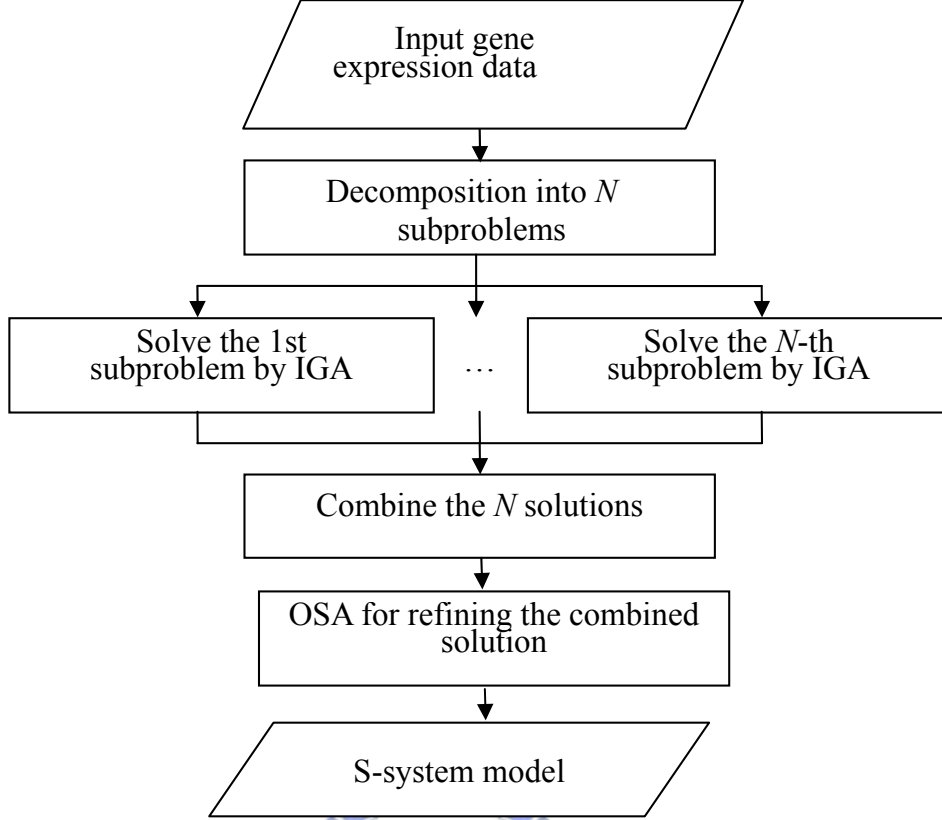 Input gene
expression data
Decomposition into N
subproblems
Solve the 1st
subproblem by IGA
...
Solve the N-th
subproblem by IGA
Combine the N solutions
OSA for refining the combined
solution
S-system model